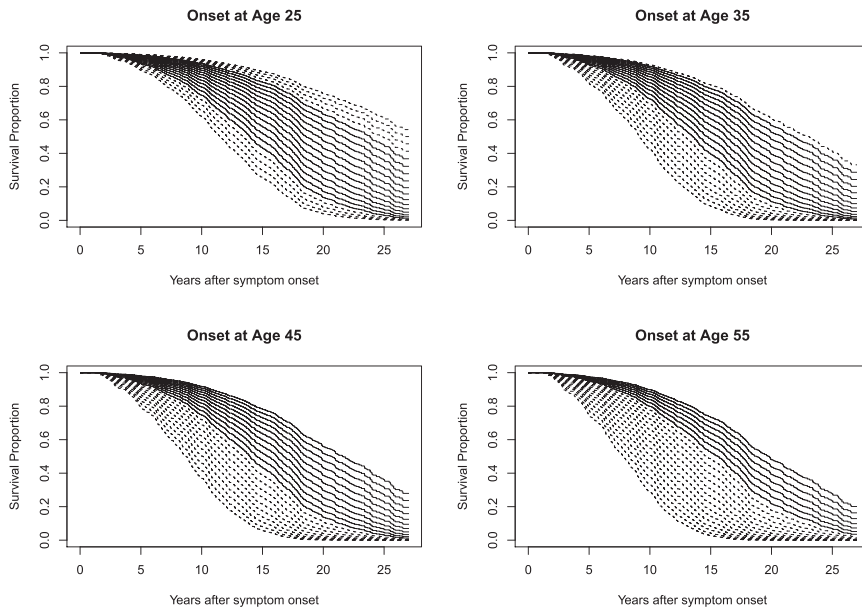 Onset at Age 25
Survival Proportion
1.0
0.8
0.6
0.4
0.2
0.0
0 5 10 15 20 25
Years after symptom onset
Onset at Age 35
Survival Proportion
1.0
0.8
0.6
0.4
0.2
0.0
0 5 10 15 20 25
Years after symptom onset
Onset at Age 45
Survival Proportion
1.0
0.8
0.6
0.4
0.2
0.0
0 5 10 15 20 25
Years after symptom onset
Onset at Age 55
Survival Proportion
1.0
0.8
0.6
0.4
0.2
0.0
0 5 10 15 20 25
Years after symptom onset